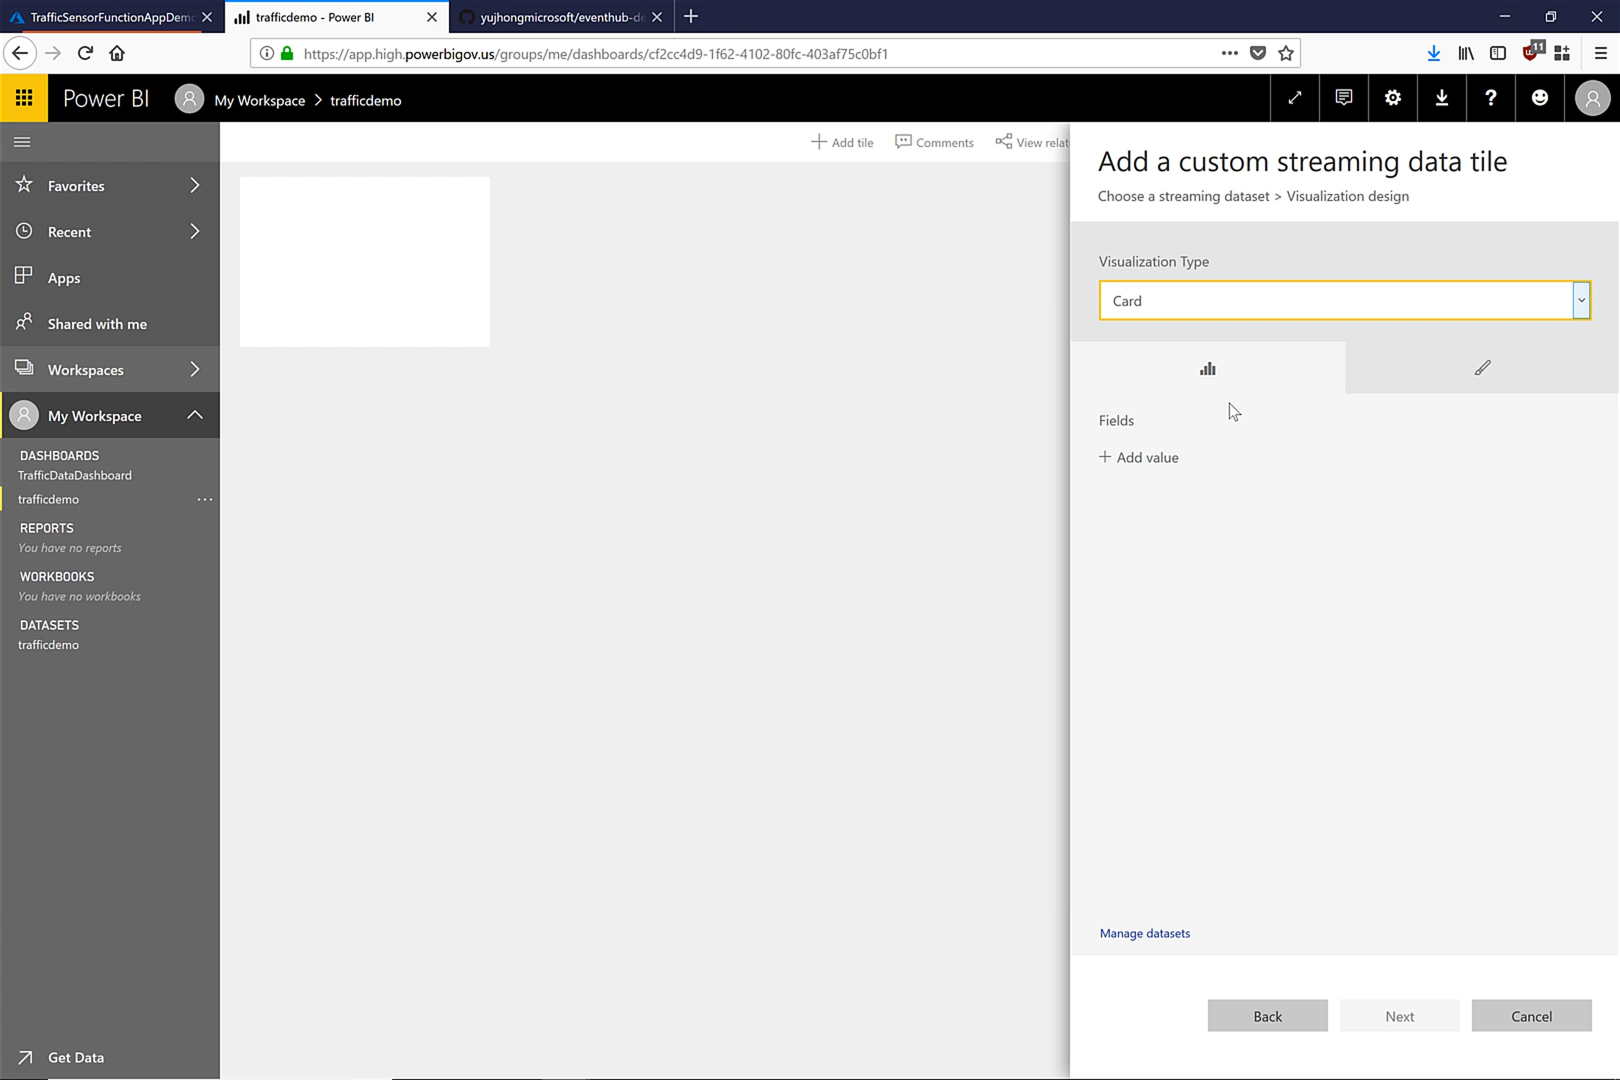 TrafficSensorFunctionAppDemo
trafficdemo - Power BI
yujhongmicrosoft/eventhub-de
https://app.high.powerbigov.us/groups/me/dashboards/cf2cc4d9-1f62-4102-80fc-403af75c0bf1
11
Power BI
My Workspace > trafficdemo
Add tile
Comments
View relat
Favorites
Recent
Apps
Shared with me
Workspaces
My Workspace
DASHBOARDS
TrafficDataDashboard
trafficdemo
REPORTS
You have no reports
WORKBOOKS
You have no workbooks
DATASETS
trafficdemo
Get Data
Add a custom streaming data tile
Choose a streaming dataset > Visualization design
Visualization Type
Card
Fields
Add value
Manage datasets
Back
Next
Cancel